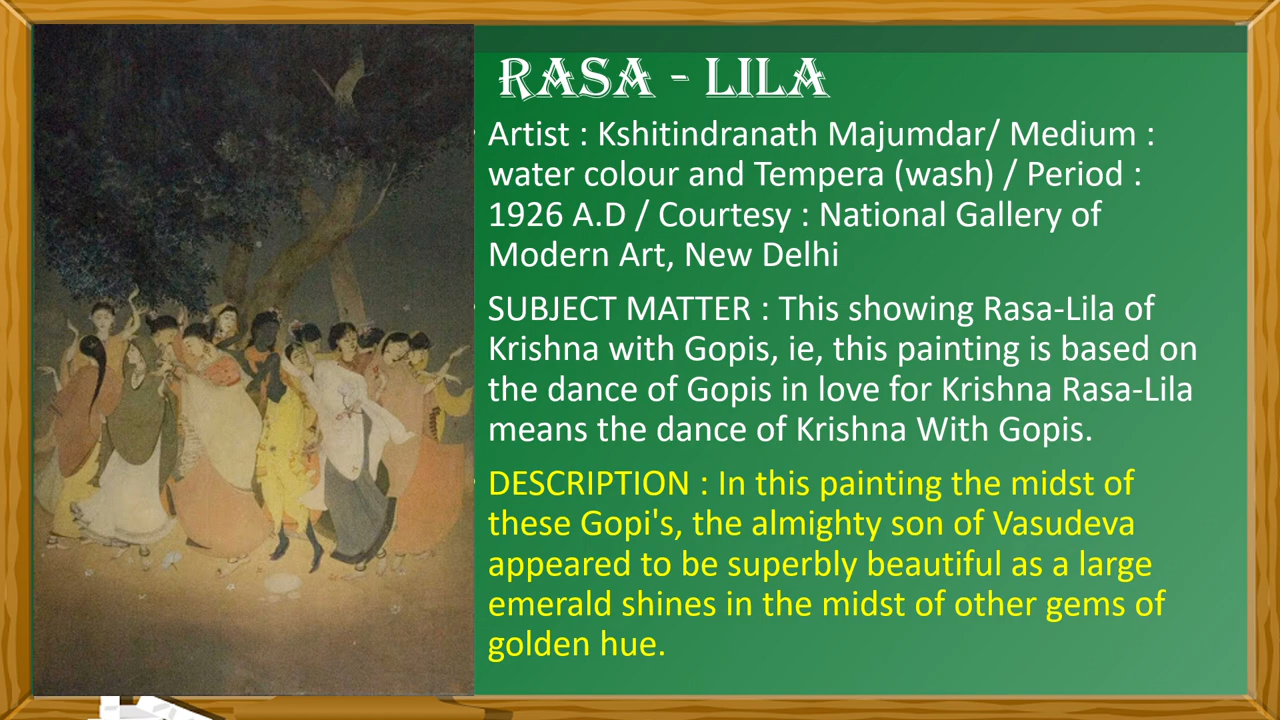 RASA - LILA
Artist : Kshitindranath Majumdar/ Medium :
water colour and Tempera (wash) / Period :
1926 A.D / Courtesy : National Gallery of
Modern Art, New Delhi
SUBJECT MATTER : This showing Rasa-Lila of
Krishna with Gopis, ie, this painting is based on
the dance of Gopis in love for Krishna Rasa-Lila
means the dance of Krishna With Gopis.
DESCRIPTION : In this painting the midst of
these Gopi's, the almighty son of Vasudeva
appeared to be superbly beautiful as a large
emerald shines in the midst of other gems of
golden hue.